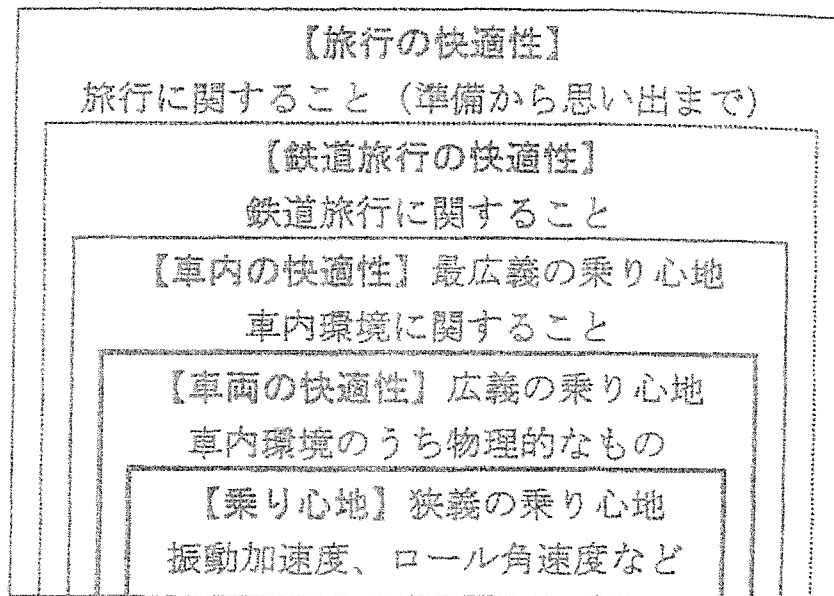 【旅行の快適性】
旅行に関すること（準備から思い出まで）
【鉄道旅行の快適性】
鉄道旅行に関すること
【車内の快適性】最広義の乗り心地
車内環境に関すること
【車両の快適性】広義の乗り心地
車内環境のうち物理的なもの
【乗り心地】狭義の乗り心地
振動加速度、ロール角速度など